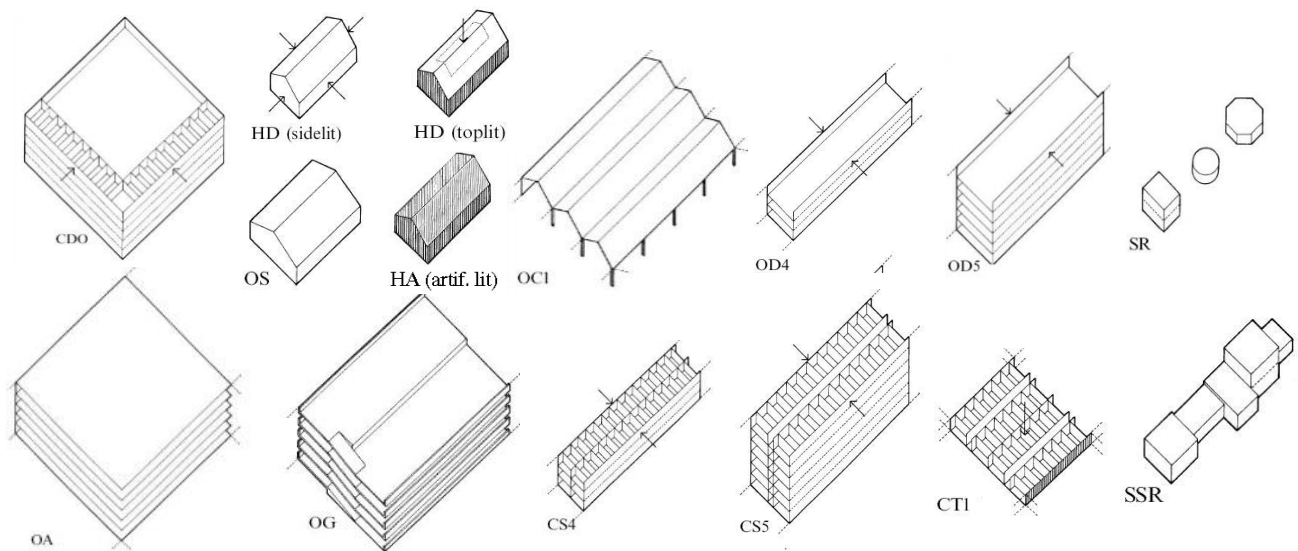 HD (sidelit)
HD (toplit)
CDO
OS
HA (artif. lit)
OC1
OD4
OD5
SR
OA
OG
CS4
CS5
CT1
SSR